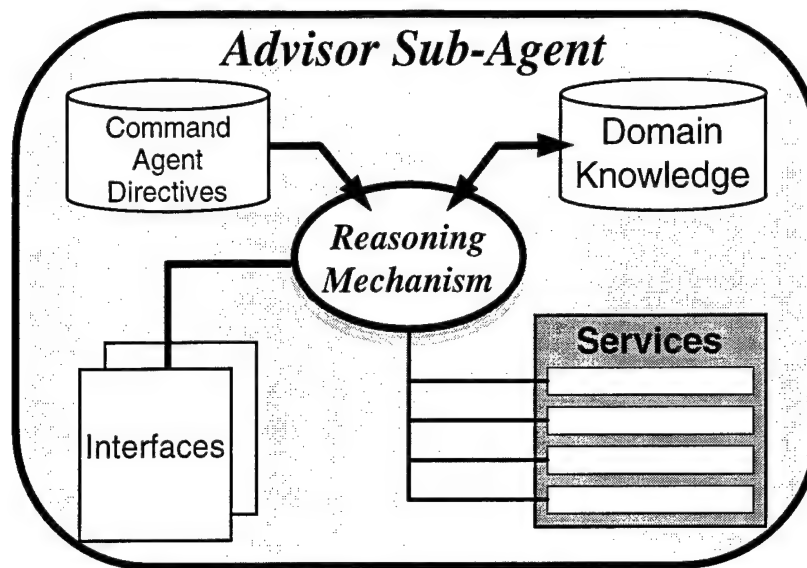 Advisor Sub-Agent
Command
Agent
Directives
Domain
Knowledge
Reasoning
Mechanism
Services
Interfaces